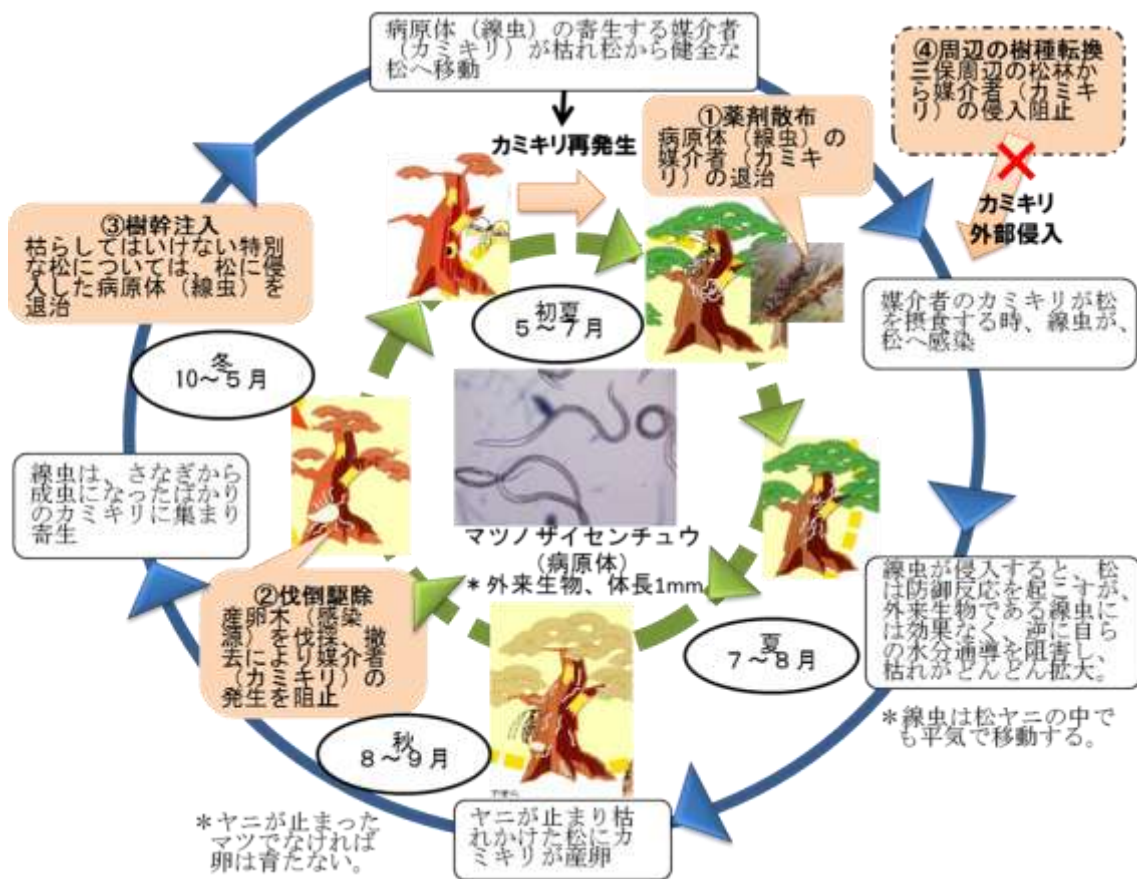 病原体（線虫）の寄生する媒介者
（カミキリ）が枯れ松から健全な
松へ移動
④周辺の樹種転換
三保周辺の松林か
ら媒介者（カミキ
リ）の侵入阻止
カミキリ再発生
①薬剤散布
病原体（線虫）の
媒介者（カミキ
リ）の退治
カミキリ
外部侵入
③樹幹注入
枯らしてはいけない特別
な松については、松に侵
入した病原体（線虫）を
退治
初夏
５～７月
媒介者のカミキリが松
を摂食する時、線虫が、
松へ感染
冬
10～５月
線虫は、さなぎから
成虫になったばかり
のカミキリに集まり
寄生
マツノザイセンチュウ
（病原体）
＊外来生物、体長1mm
②伐倒駆除
産卵木（感染
源）を伐採、撤
去により媒介者
（カミキリ）の
発生を阻止
夏
７～８月
線虫が侵入すると、松
は防御反応を起こすが、
外来生物である線虫に
は効果なく、逆に自ら
の水分通導を阻害し、
枯れがどんどん拡大。
＊線虫は松ヤニの中で
も平気で移動する。
秋
８～９月
ヤニが止まり枯
れかけた松にカ
ミキリが産卵
＊ヤニが止まった
マツでなければ
卵は育たない。